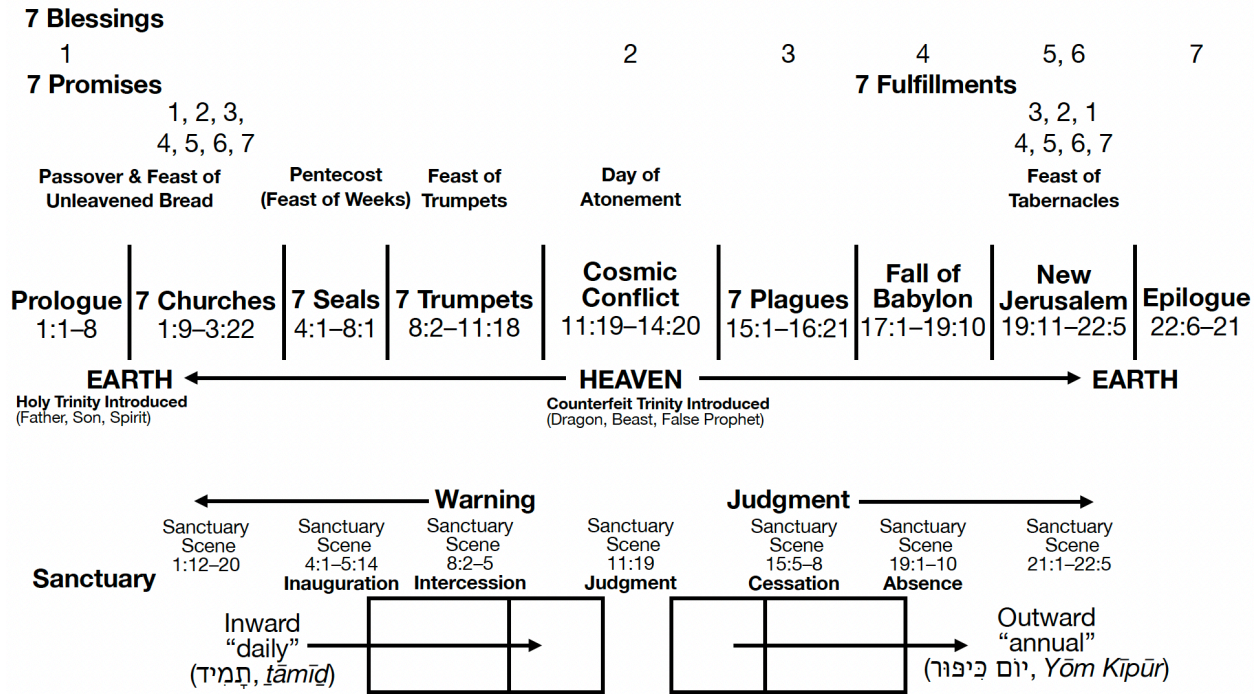 7 Blessings
1 2 3 4 5, 6 7
7 Promises 7 Fulfillments
1, 2, 3, 3, 2, 1
4, 5, 6, 7 4, 5, 6, 7
Passover & Feast of
Unleavened Bread
Pentecost
(Feast of Weeks)
Feast of
Trumpets
Day of
Atonement
Feast of
Tabernacles
Prologue
1:1–8
7 Churches
1:9–3:22
7 Seals
4:1–8:1
7 Trumpets
8:2–11:18
Cosmic
Conflict
11:19–14:20
7 Plagues
15:1–16:21
Fall of
Babylon
17:1–19:10
New
Jerusalem
19:11–22:5
Epilogue
22:6–21
EARTH HEAVEN EARTH
Holy Trinity Introduced
(Father, Son, Spirit)
Counterfeit Trinity Introduced
(Dragon, Beast, False Prophet)
Warning Judgment
Sanctuary
Sanctuary
Scene
1:12–20
Sanctuary
Scene
4:1–5:14
Inauguration
Sanctuary
Scene
8:2–5
Intercession
Sanctuary
Scene
11:19
Judgment
Sanctuary
Scene
15:5–8
Cessation
Sanctuary
Scene
19:1–10
Absence
Sanctuary
Scene
21:1–22:5
Inward
“daily”
(תָּמִיד, ṯāmīḏ)
Outward
“annual”
(יוֹם כִּיפּוּר, Yōm Kīpūr)